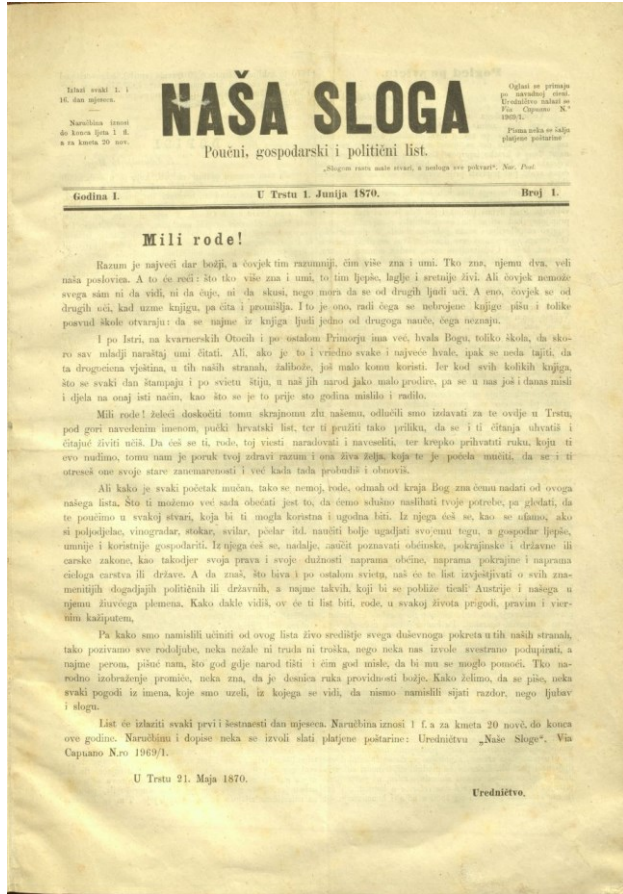 Izlazi svaki 1. i
16. dan mjeseca.
Naručbina iznosi
do konca ljeta 1 f.
a za kmeta 20 nov.
NAŠA SLOGA
Poučni, gospodarski i politični list.
Oglasi se primaju
po navadnoj cieni.
Uredničtvo nalazi se
Via Capuano N.º
1969/1.
Pisma neka se šalju
platjene poštarine
„Slogom rastu male stvari, a nesloga sve pokvari“. Nar. Posl.
Godina I.
U Trstu 1. Junija 1870.
Broj 1.
Mili rode!
Razum je najveći dar božji, a čovjek tim razumniji, čim više zna i umi. Tko zna, njemu dva, veli
naša poslovica. A to će reći: što tko više zna i umi, to tim ljepše, laglje i sretnije živi. Ali čovjek nemože
svega sam ni da vidi, ni da čuje, ni da skusi, nego mora da se od drugih ljudi uči. A eno, čovjek se od
drugih uči, kad uzme knjigu, pa čita i promišlja. I to je ono, radi čega se nebrojene knjige pišu i tolike
posvud škole otvaraju: da se najme iz knjiga ljudi jedno od drugoga nauče, čega neznaju.
I po Istri, na kvarnerskih Otocih i po ostalom Primorju ima već, hvala Bogu, toliko škola, da sko-
ro sav mladji naraštaj umi čitati. Ali, ako je to i vriedno svake i najveće hvale, ipak se neda tajiti, da
ta dragociena vještina, u tih naših stranah, žalibože, još malo komu koristi. Jer kod svih kolikih knjiga,
što se svaki dan štampaju i po svietu štiju, u naš jih narod jako malo prodire, pa se u nas još i danas misli
i djela na onaj isti način, kao što se je to prije sto godina mislilo i radilo.
Mili rode! želeći doskočiti tomu skrajnomu zlu našemu, odlučili smo izdavati za te ovdje u Trstu,
pod gori navedenim imenom, pučki hrvatski list, ter ti pružiti tako priliku, da se i ti čitanja uhvatiš i
čitajuć živiti učiš. Da ćeš se ti, rode, toj viesti naradovati i naveseliti, ter krepko prihvatiti ruku, koju ti
evo nudimo, tomu nam je poruk tvoj zdravi razum i ona živa želja, koja te je počela mučiti, da se i ti
otreseš one svoje stare zanemarenosti i već kada tada probudiš i obnoviš.
Ali kako je svaki početak mučan, tako se nemoj, rode, odmah od kraja Bog zna čemu nadati od ovoga
našega lista. Što ti možemo već sada obećati jest to, da ćemo sdušno naslihati tvoje potrebe, pa gledati, da
te poučimo u svakoj stvari, koja bi ti mogla koristna i ugodna biti. Iz njega ćeš se, kao se ufamo, ako
si poljodjelac, vinogradar, stokar, svilar, pčelar itd. naučiti bolje ugadjati svojemu tegu, a gospodar ljepše,
umnije i koristnije gospodariti. Iz njega ćeš se, nadalje, naučit poznavati občinske, pokrajinske i državne ili
carske zakone, kao takodjer svoja prava i svoje dužnosti naprama občine, naprama pokrajine i naprama
cieloga carstva ili države. A da znaš, što biva i po ostalom svietu, naš će te list izvještjivati o svih zna-
menitijih dogadjajih političnih ili državnih, a najme takvih, koji bi se pobliže ticali Austrije i našega u
njemu živućega plemena. Kako dakle vidiš, ov će ti list biti, rode, u svakoj života prigodi, pravim i vier-
nim kažiputem.
Pa kako smo namislili učiniti od ovog lista živo središtje svega duševnoga pokreta u tih naših stranah,
tako pozivamo sve rodoljube, neka nežale ni truda ni troška, nego neka nas izvole svestrano podupirati, a
najme perom, pišuć nam, što god gdje narod tišti i čim god misle, da bi mu se moglo pomoći. Tko na-
rodno izobraženje promiče, neka zna, da je desnica ruka providnosti božje. Kako želimo, da se piše, neka
svaki pogodi iz imena, koje smo uzeli, iz kojega se vidi, da nismo namislili sijati razdor, nego ljubav
i slogu.
List će izlaziti svaki prvi i šestnaesti dan mjeseca. Naručbina iznosi 1 f. a za kmeta 20 novč. do konca
ove godine. Naručbinu i dopise neka se izvoli slati platjene poštarine: Uredničtvu „Naše Sloge“. Via
Capuano N.ro 1969/1.
U Trstu 21. Maja 1870.
Uredničtvo.